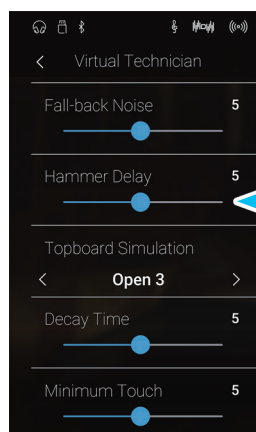 Virtual Technician
Fall-back Noise 5
Hammer Delay 5
Topboard Simulation
Open 3
Decay Time 5
Minimum Touch 5